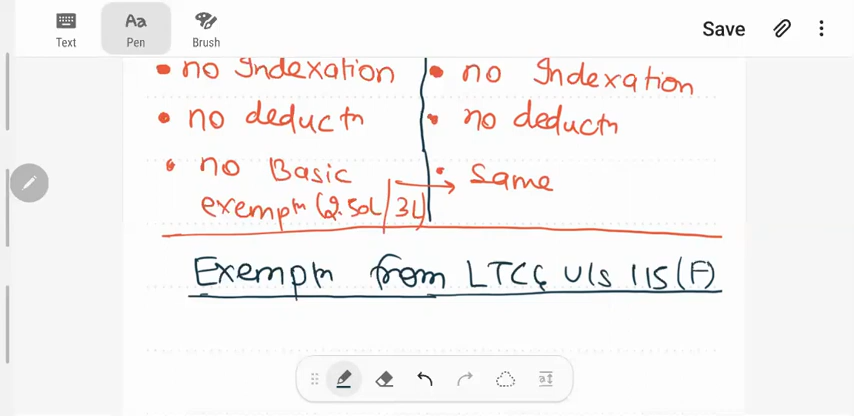 Text
Pen
Brush
Save
• no Indexation
• no Indexation
• no deductn
• no deductn
• no Basic
exemptn (2.50L/3L)
• Same
Exemptn from LTCG U/s 115(F)